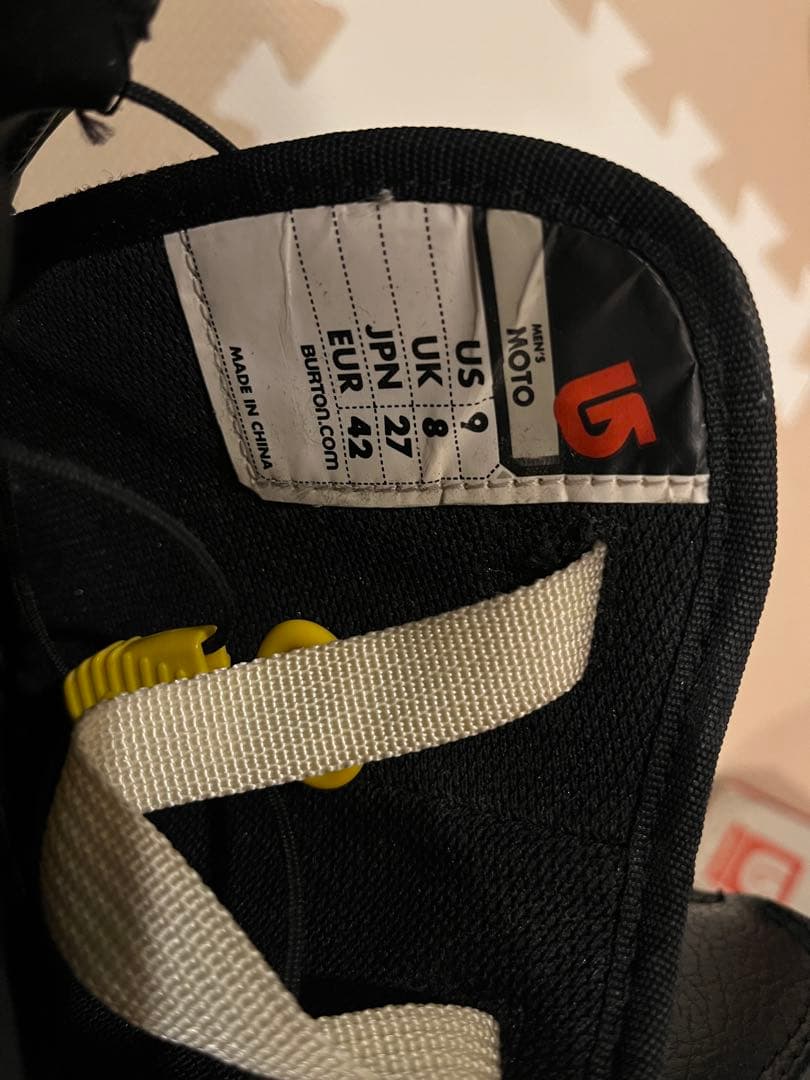 MEN'S
MOTO
US 9
UK 8
JPN 27
EUR 42
BURTON.COM
MADE IN CHINA